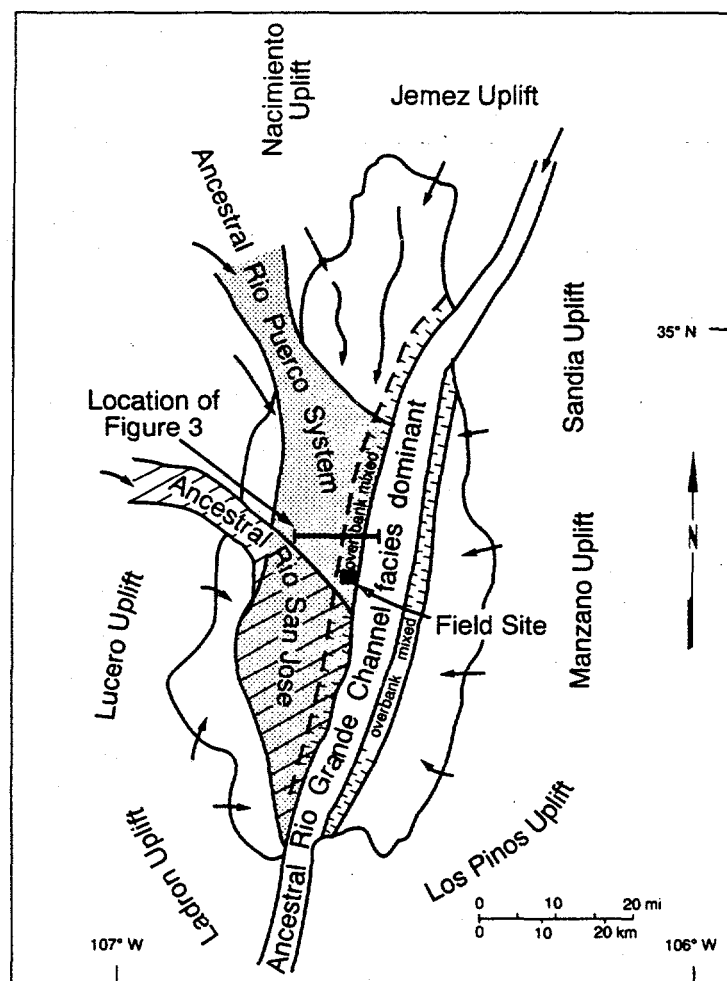 Nacimiento
Uplift
Jemez Uplift
Ancestral Rio Puerco System
35° N
Sandia Uplift
Location of
Figure 3
overbank mixed
Ancestral Rio San Jose
N
Field Site
Manzano Uplift
Lucero Uplift
overbank mixed
Ancestral Rio Grande Channel facies dominant
Ladron Uplift
Los Pinos Uplift
0 10 20 mi
0 10 20 km
107° W
106° W